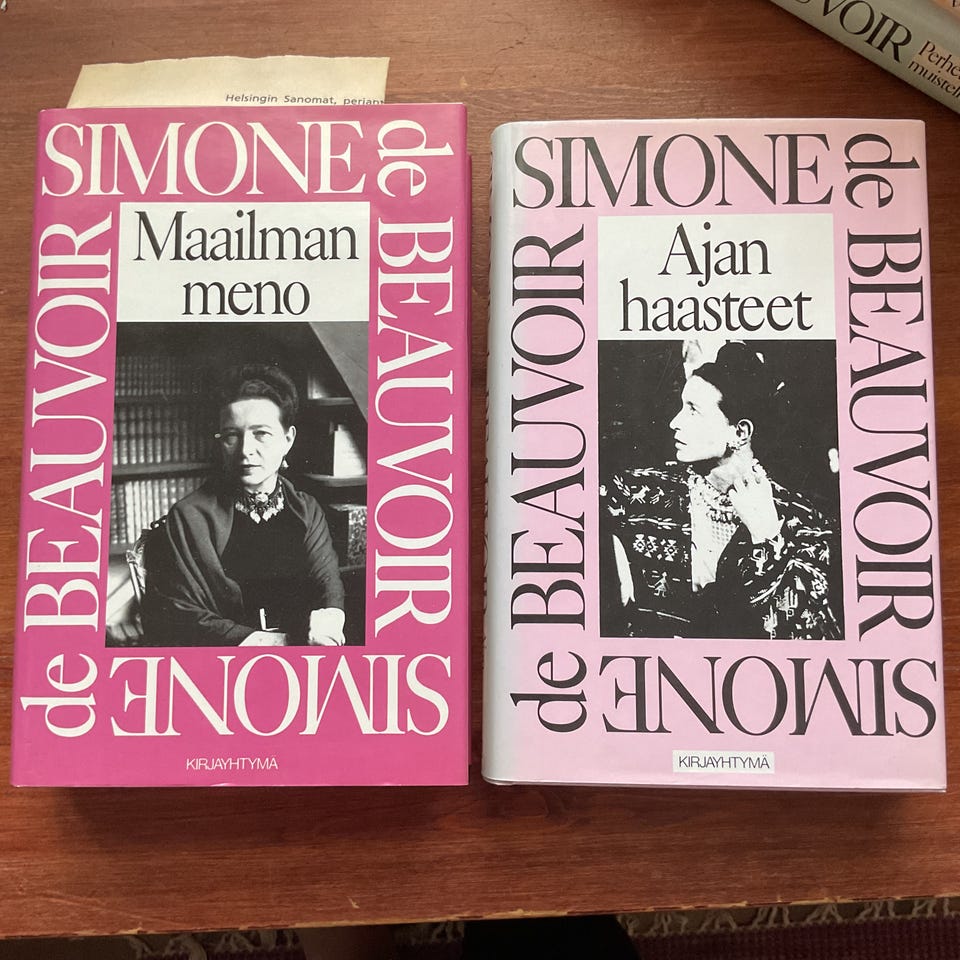 Helsingin Sanomat,
SIMONE
de BEAUVOIR
SIMONE
de BEAUVOIR
Maailman
meno
KIRJAYHTYMÄ
SIMONE
de BEAUVOIR
SIMONE
de BEAUVOIR
Ajan
haasteet
KIRJAYHTYMÄ